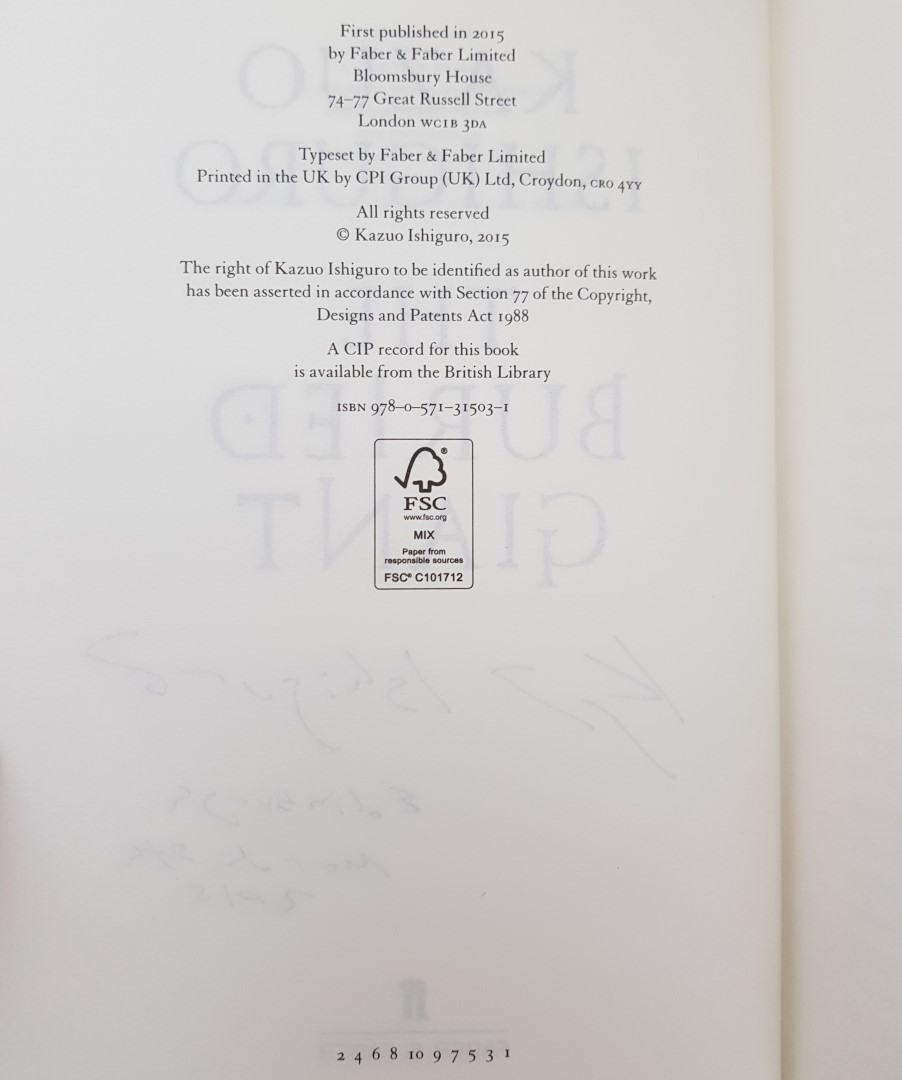 First published in 2015
by Faber & Faber Limited
Bloomsbury House
74–77 Great Russell Street
London WC1B 3DA
Typeset by Faber & Faber Limited
Printed in the UK by CPI Group (UK) Ltd, Croydon, CR0 4YY
All rights reserved
© Kazuo Ishiguro, 2015
The right of Kazuo Ishiguro to be identified as author of this work
has been asserted in accordance with Section 77 of the Copyright,
Designs and Patents Act 1988
A CIP record for this book
is available from the British Library
ISBN 978–0–571–31503–1
FSC®
www.fsc.org
MIX
Paper from
responsible sources
FSC® C101712
KAZUO
ISHIGURO
THE
BURIED
GIANT
2 4 6 8 10 9 7 5 3 1